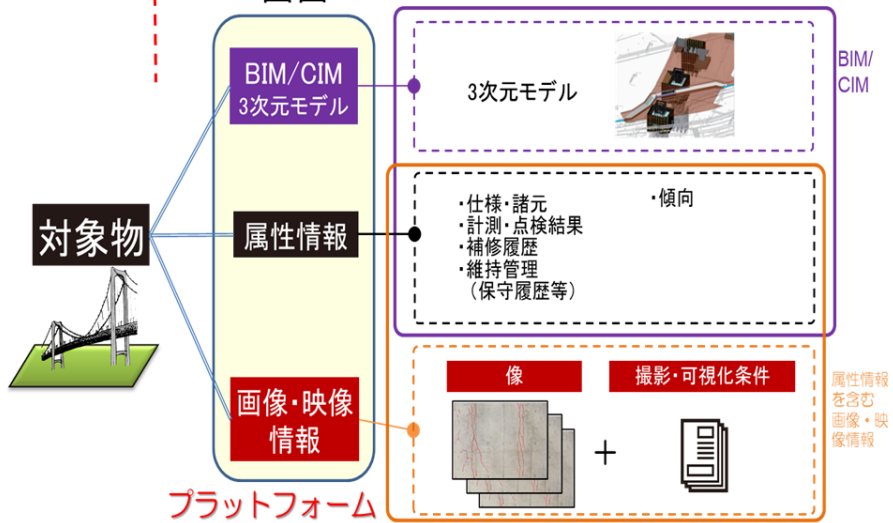 BIM/CIM
3次元モデル
3次元モデル
BIM/
CIM
対象物
属性情報
・仕様・諸元
・計測・点検結果
・補修履歴
・維持管理
（保守履歴等）
・傾向
画像・映像
情報
像
撮影・可視化条件
+
属性情報
を含む
画像・映
像情報
プラットフォーム